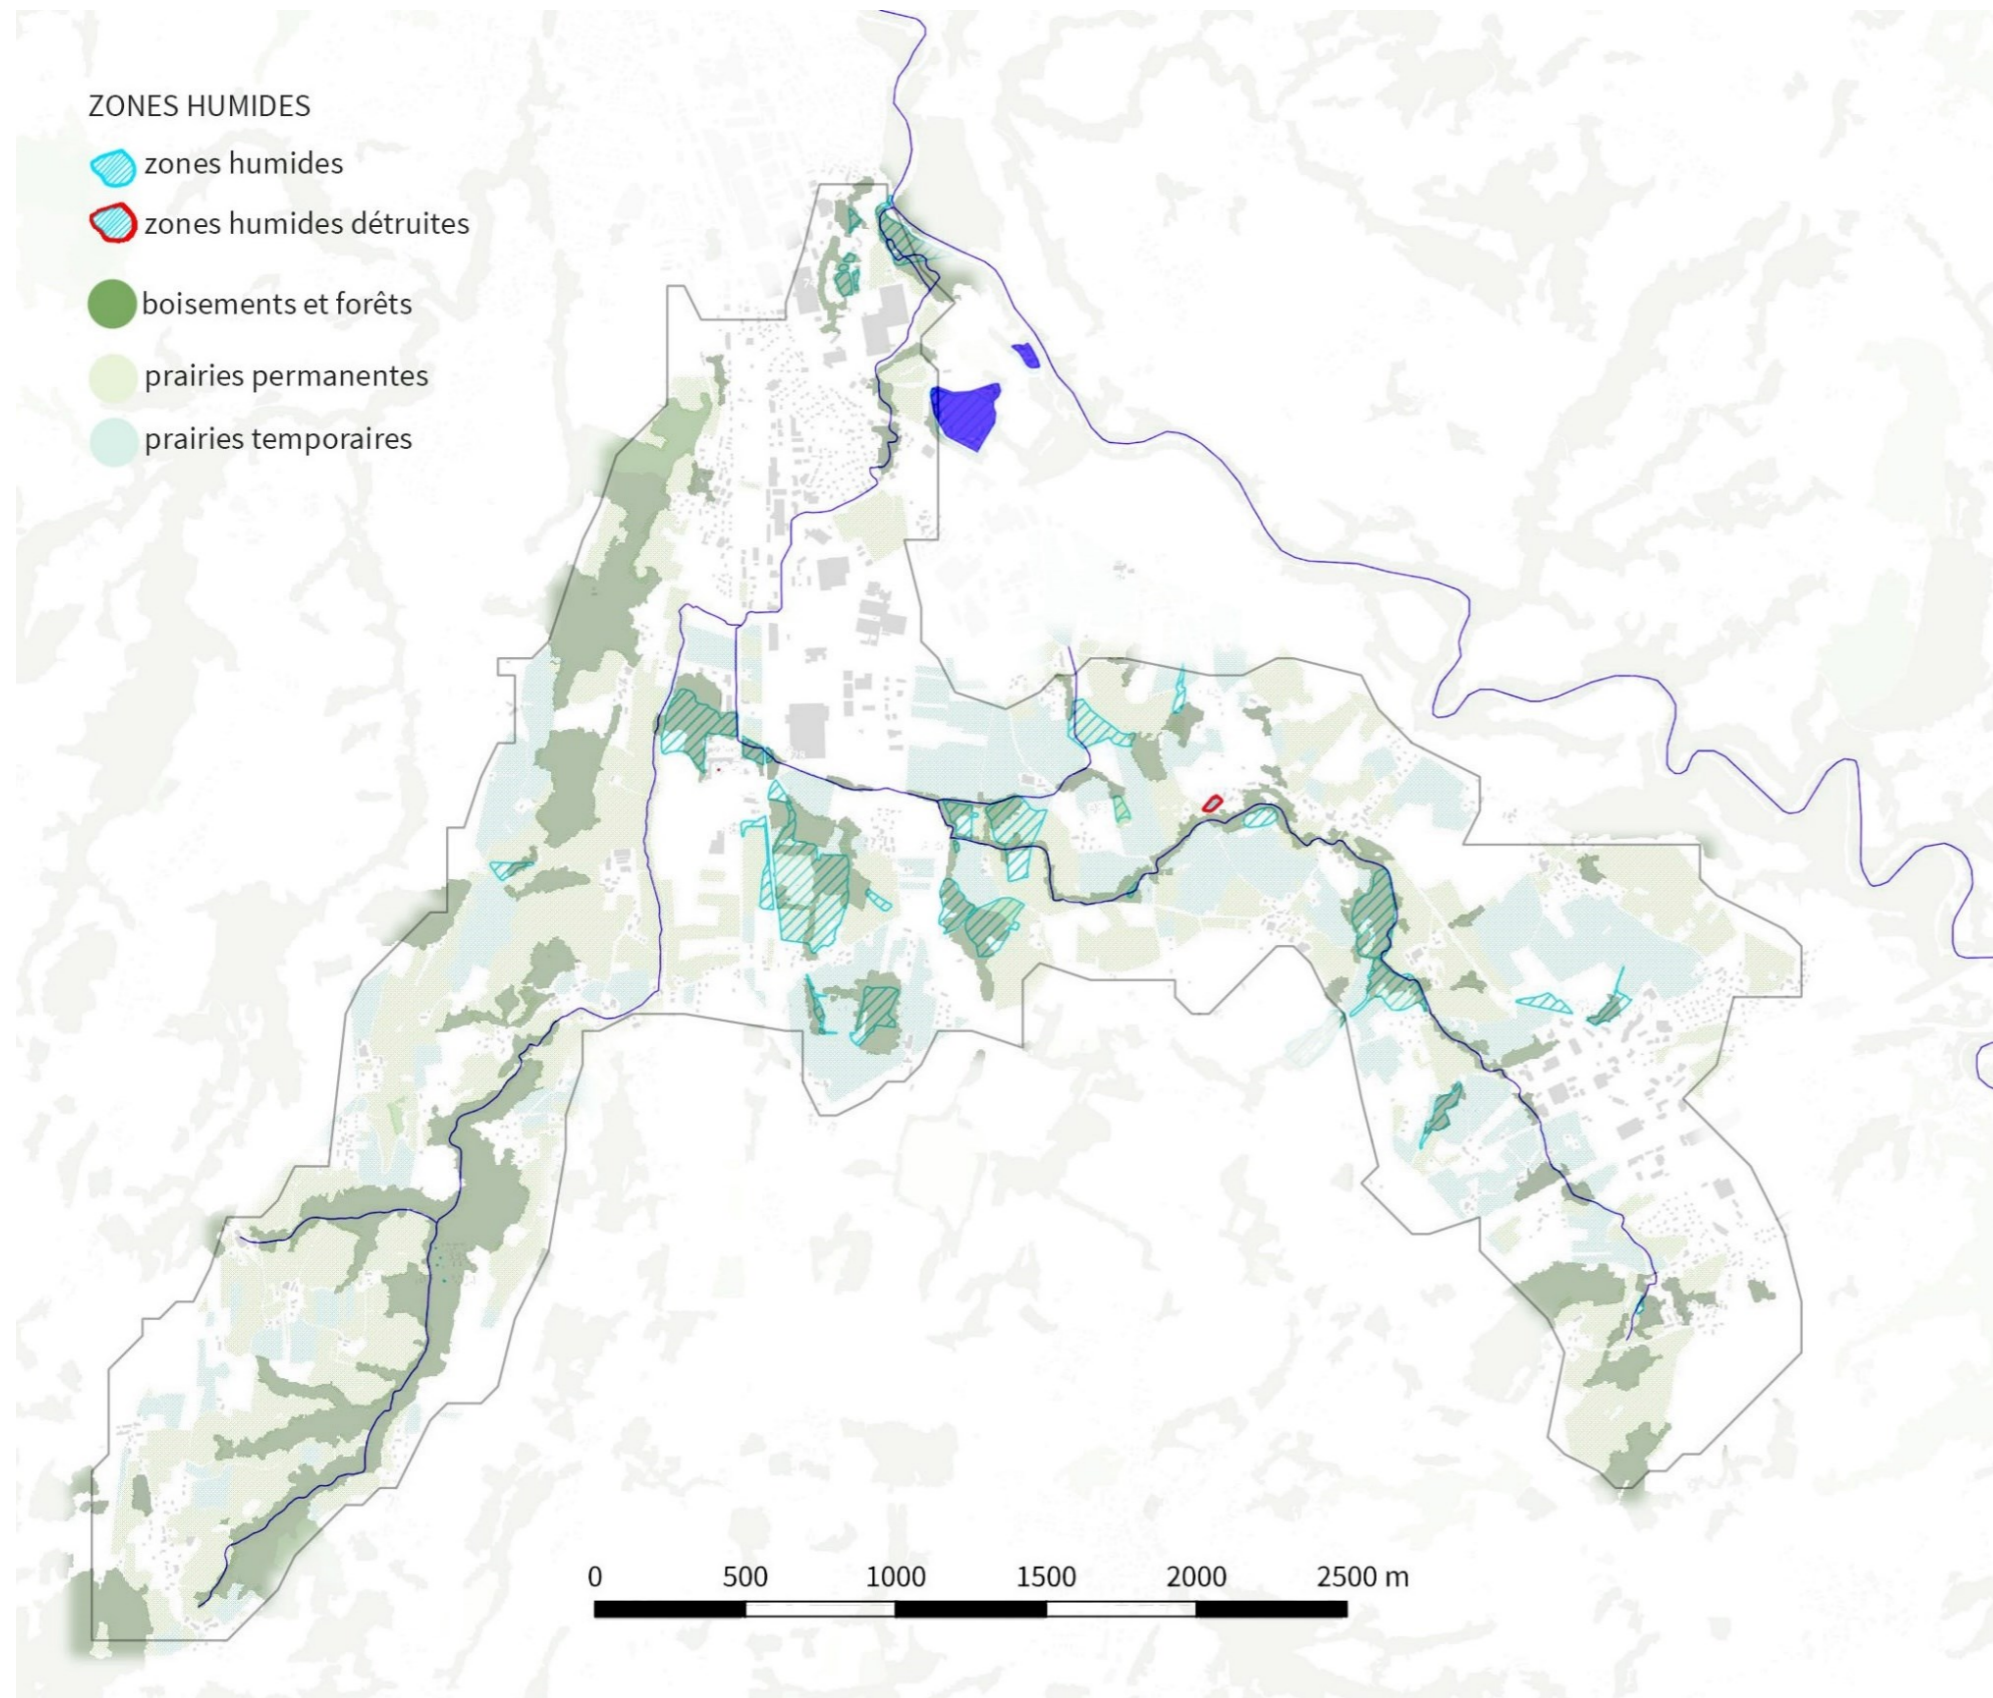 ZONES HUMIDES
zones humides
zones humides détruites
boisements et forêts
prairies permanentes
prairies temporaires
0 500 1000 1500 2000 2500 m